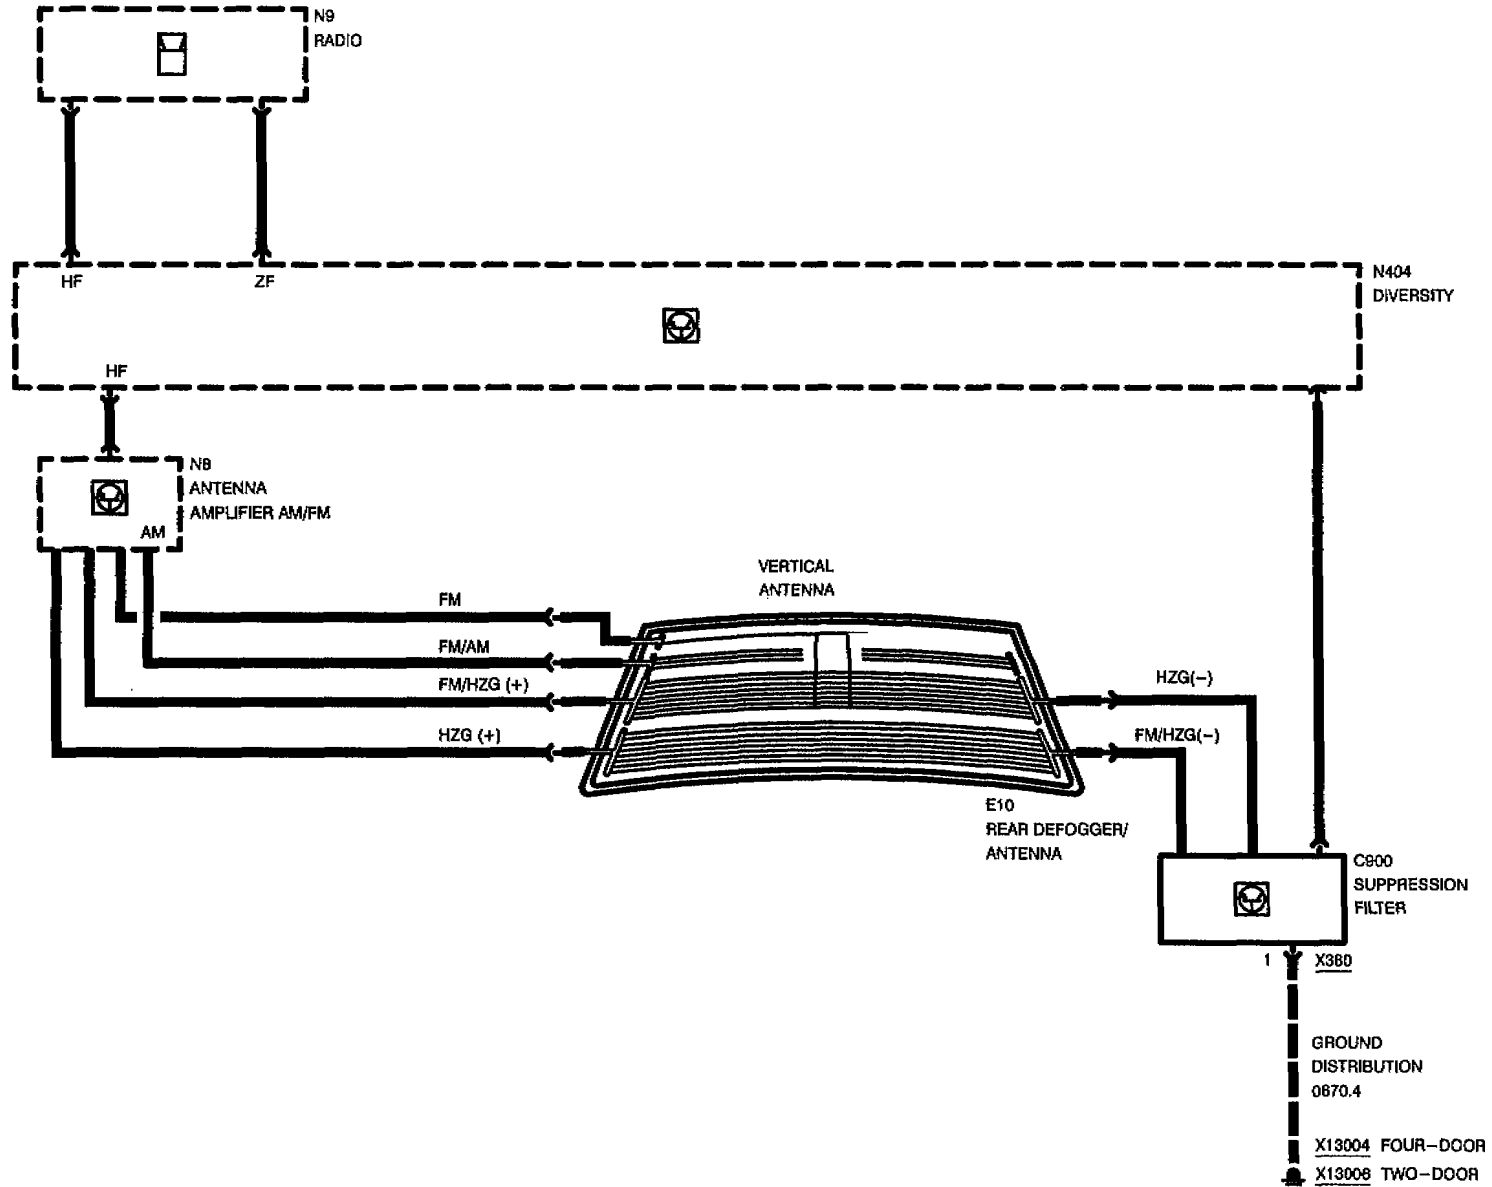 N9
RADIO
HF
ZF
N404
DIVERSITY
HF
N8
ANTENNA
AMPLIFIER AM/FM
AM
VERTICAL
ANTENNA
FM
FM/AM
FM/HZG (+)
HZG (+)
HZG(-)
FM/HZG(-)
E10
REAR DEFOGGER/
ANTENNA
C900
SUPPRESSION
FILTER
1 X380
GROUND
DISTRIBUTION
0670.4
X13004 FOUR-DOOR
X13006 TWO-DOOR